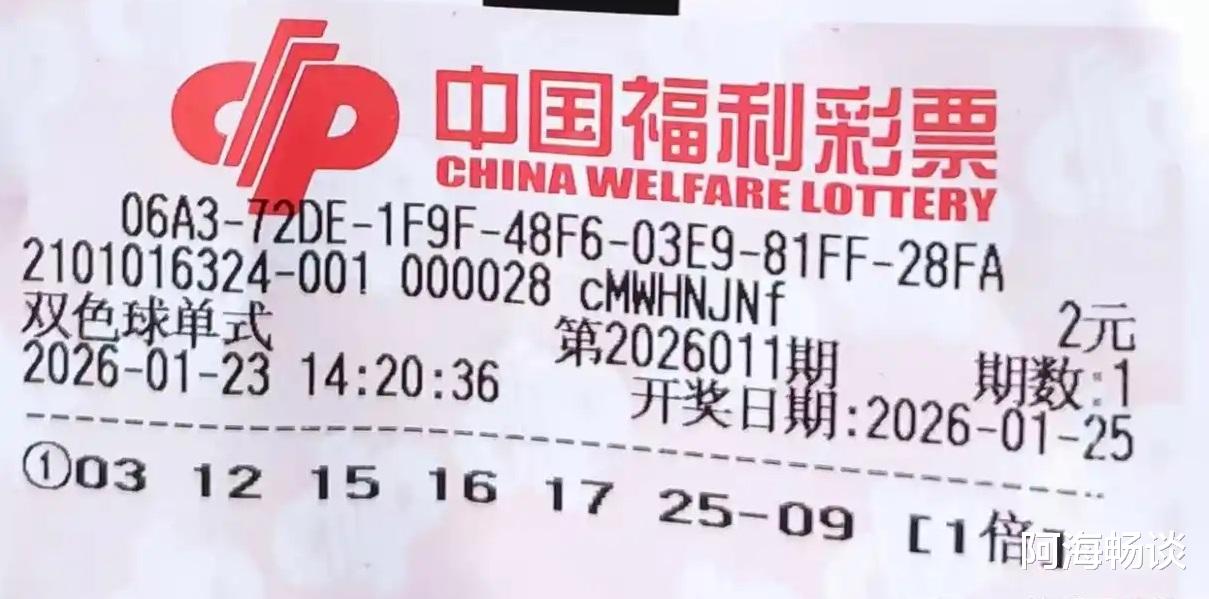 中国福利彩票
CHINA WELFARE LOTTERY
06A3-72DE-1F9F-48F6-03E9-81FF-28FA
2101016324-001 000028 cMWHNJNf 2元
双色球单式 第2026011期 期数:1
2026-01-23 14:20:36 开奖日期:2026-01-25
①03 12 15 16 17 25-09 [1倍]
阿海畅谈